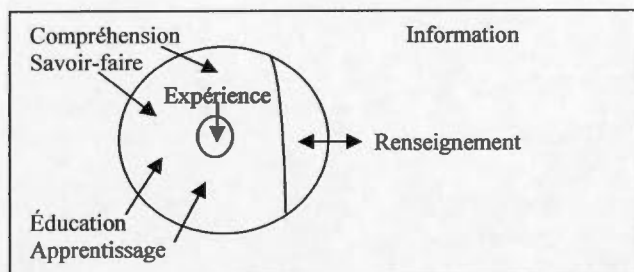 Compréhension
Savoir-faire
Information
Expérience
Renseignement
Éducation
Apprentissage